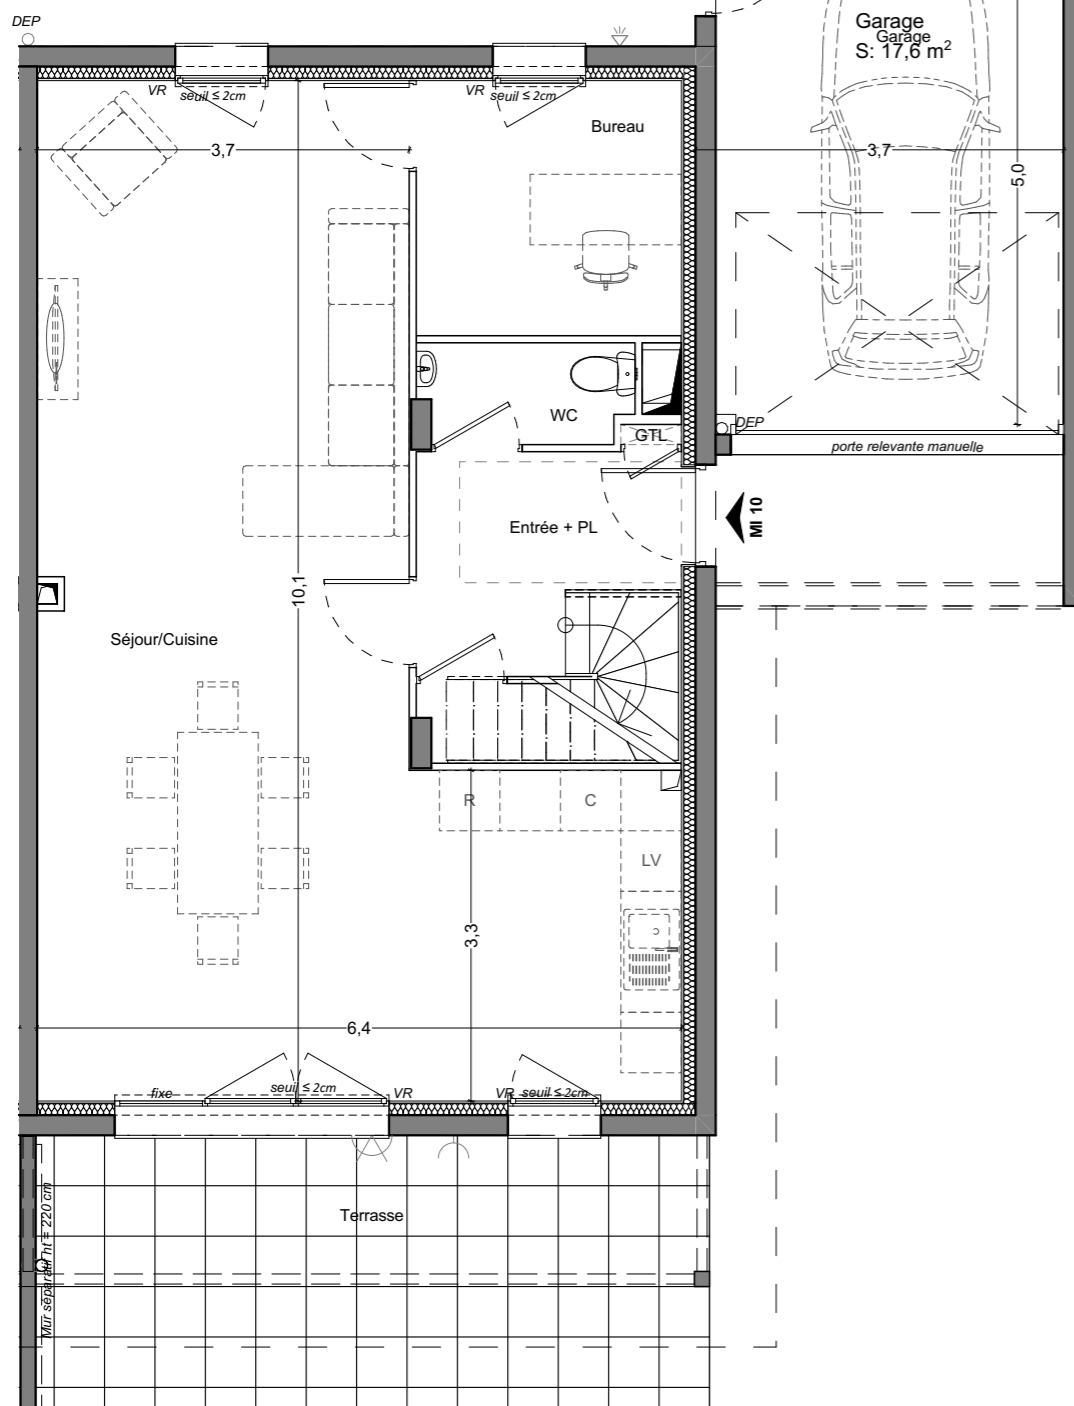 DEP
Garage
Garage
S: 17,6 m²
VR
seuil ≤ 2cm
VR
seuil ≤ 2cm
Bureau
3,7
3,7
5,0
WC
GTL
DEP
porte relevante manuelle
Entrée + PL
MI 10
10,1
Séjour/Cuisine
R
C
LV
3,3
6,4
fixe
seuil ≤ 2cm
VR
VR
seuil ≤ 2cm
Terrasse
Mur séparatif ht = 220 cm